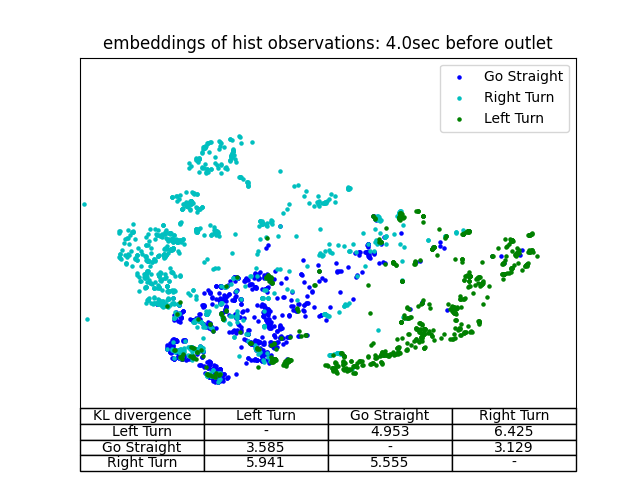 embeddings of hist observations: 4.0sec before outlet
Go Straight
Right Turn
Left Turn
KL divergence Left Turn Go Straight Right Turn
Left Turn - 4.953 6.425
Go Straight 3.585 - 3.129
Right Turn 5.941 5.555 -